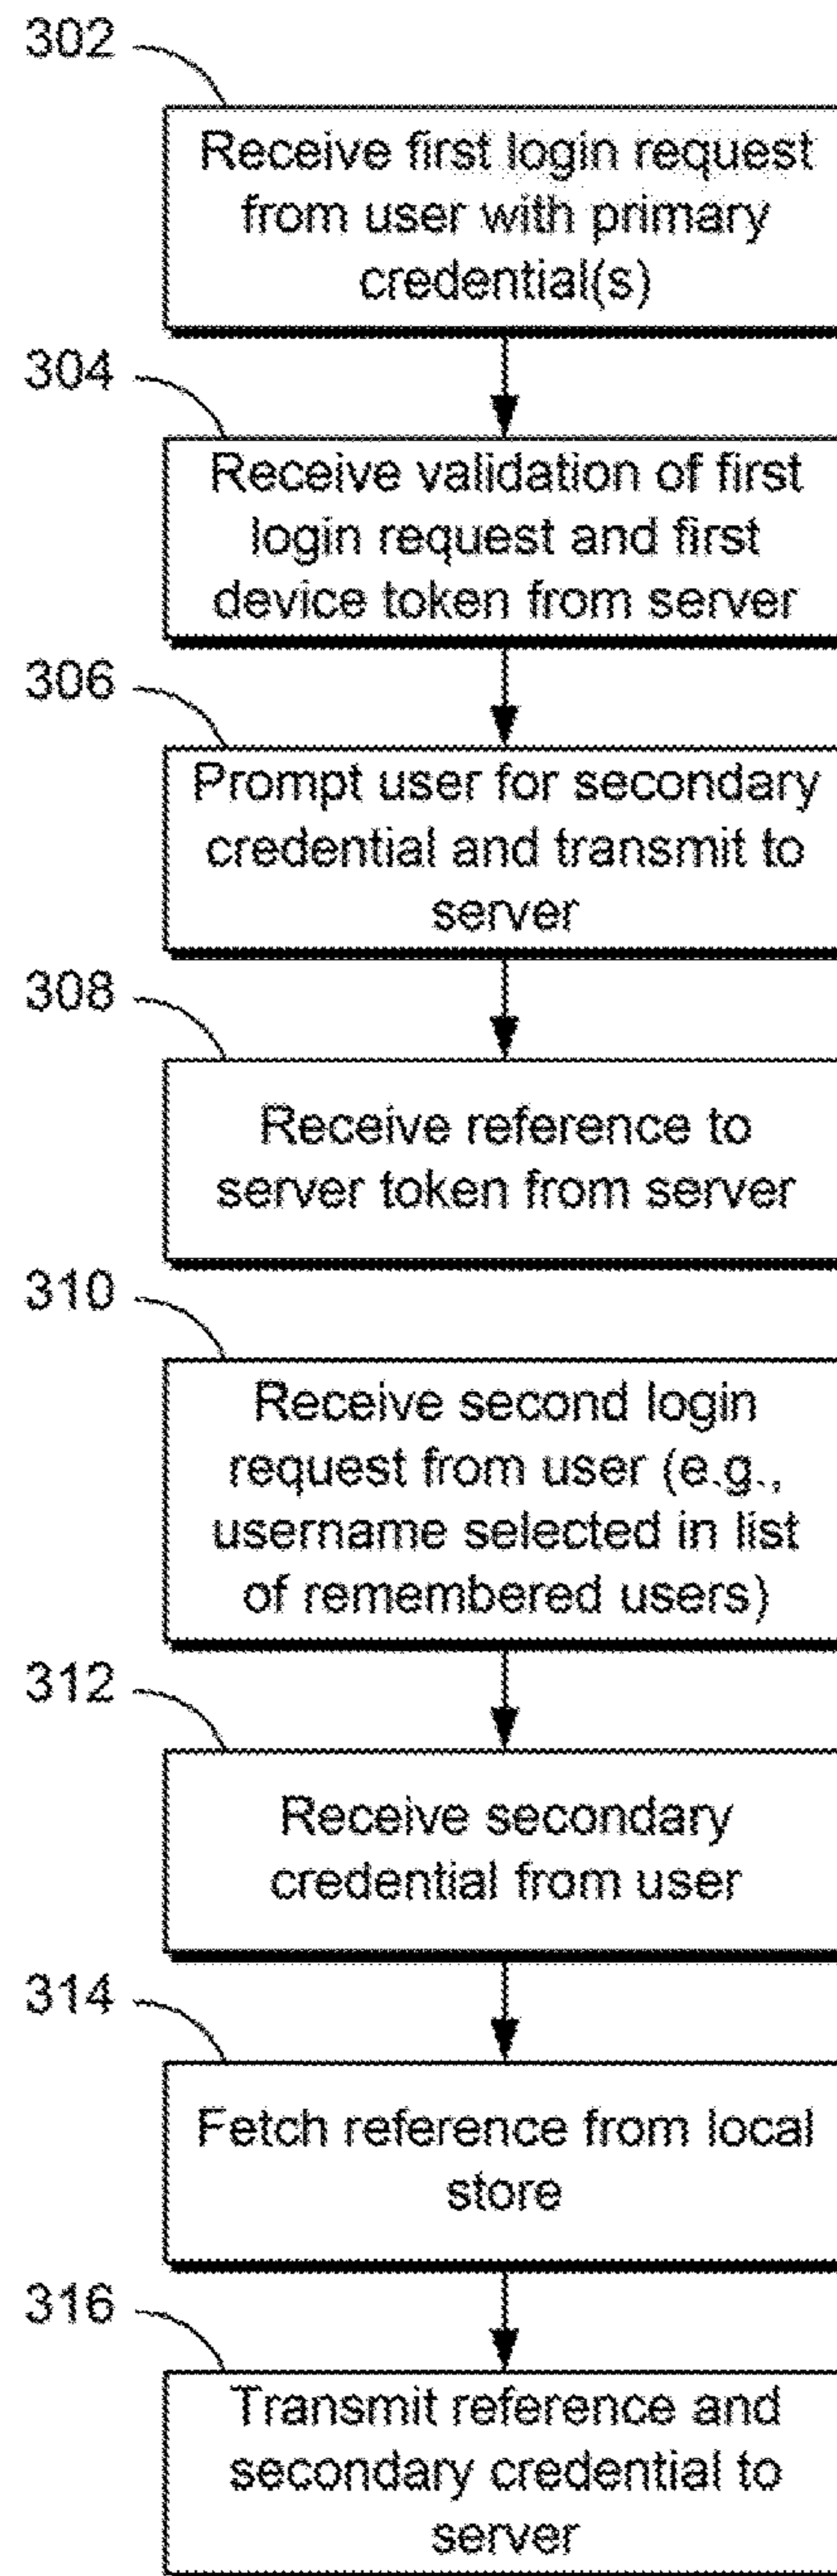 302
Receive first login request
from user with primary
credential(s)
304
Receive validation of first
login request and first
device token from server
306
Prompt user for secondary
credential and transmit to
server
308
Receive reference to
server token from server
310
Receive second login
request from user (e.g.,
username selected in list
of remembered users)
312
Receive secondary
credential from user
314
Fetch reference from local
store
316
Transmit reference and
secondary credential to
server